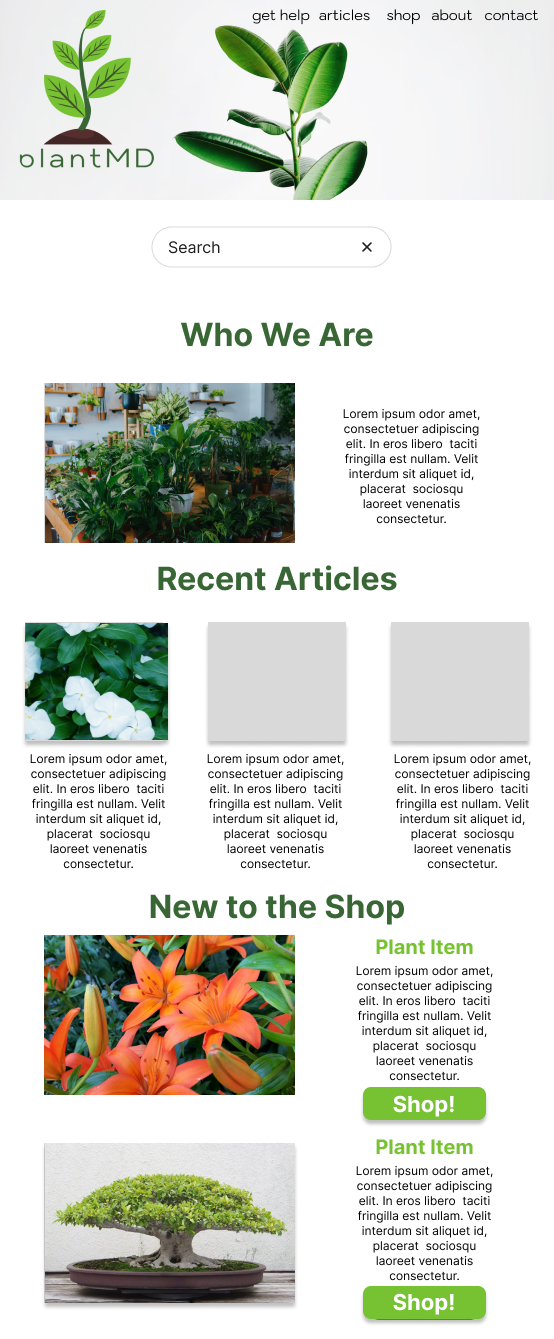 get help articles shop about contact
plantMD
Search
Who We Are
Lorem ipsum odor amet,
consectetuer adipiscing
elit. In eros libero taciti
fringilla est nullam. Velit
interdum sit aliquet id,
placerat sociosqu
laoreet venenatis
consectetur.
Recent Articles
Lorem ipsum odor amet,
consectetuer adipiscing
elit. In eros libero taciti
fringilla est nullam. Velit
interdum sit aliquet id,
placerat sociosqu
laoreet venenatis
consectetur.
Lorem ipsum odor amet,
consectetuer adipiscing
elit. In eros libero taciti
fringilla est nullam. Velit
interdum sit aliquet id,
placerat sociosqu
laoreet venenatis
consectetur.
Lorem ipsum odor amet,
consectetuer adipiscing
elit. In eros libero taciti
fringilla est nullam. Velit
interdum sit aliquet id,
placerat sociosqu
laoreet venenatis
consectetur.
New to the Shop
Plant Item
Lorem ipsum odor amet,
consectetuer adipiscing
elit. In eros libero taciti
fringilla est nullam. Velit
interdum sit aliquet id,
placerat sociosqu
laoreet venenatis
consectetur.
Shop!
Plant Item
Lorem ipsum odor amet,
consectetuer adipiscing
elit. In eros libero taciti
fringilla est nullam. Velit
interdum sit aliquet id,
placerat sociosqu
laoreet venenatis
consectetur.
Shop!